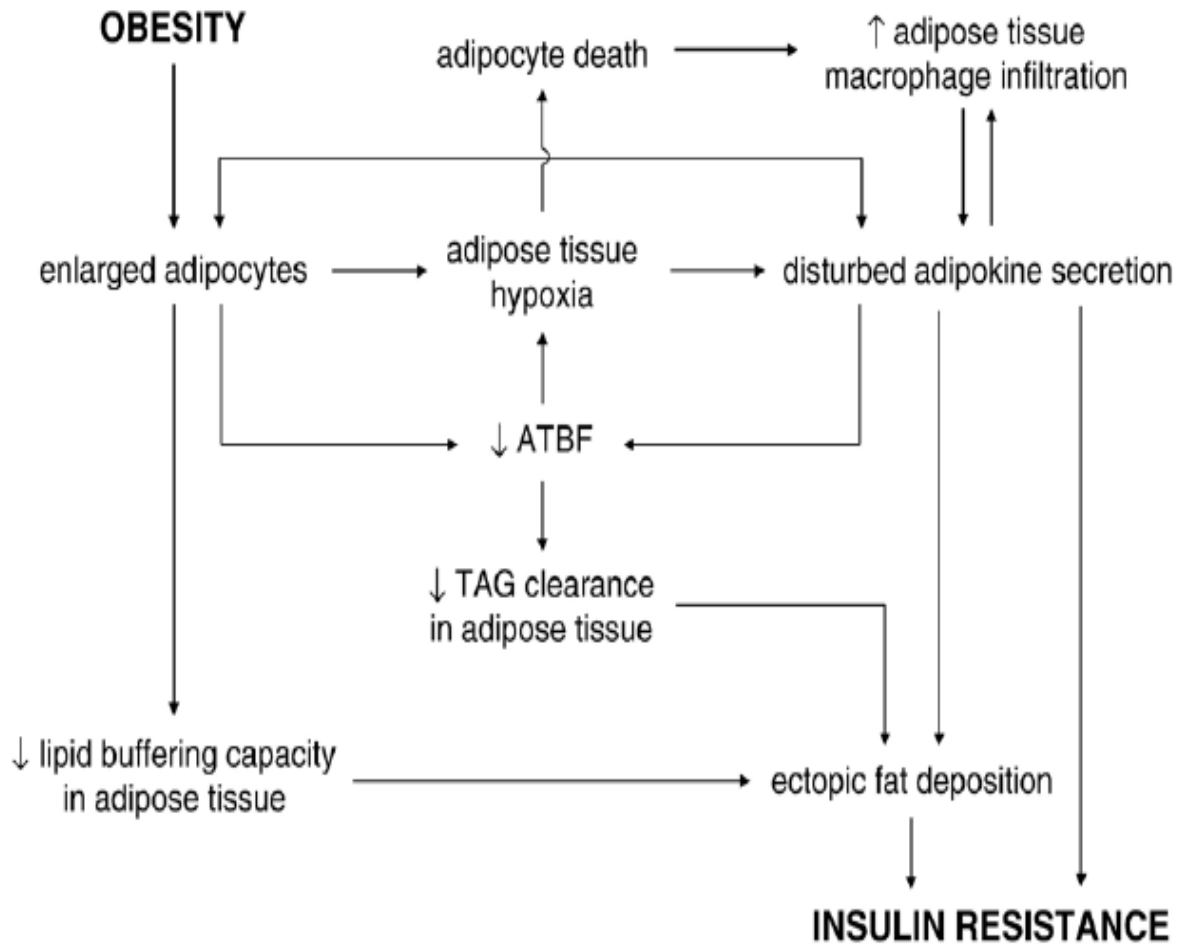 OBESITY
adipocyte death
↑ adipose tissue
macrophage infiltration
enlarged adipocytes
adipose tissue
hypoxia
disturbed adipokine secretion
↓ ATBF
↓ TAG clearance
in adipose tissue
↓ lipid buffering capacity
in adipose tissue
ectopic fat deposition
INSULIN RESISTANCE